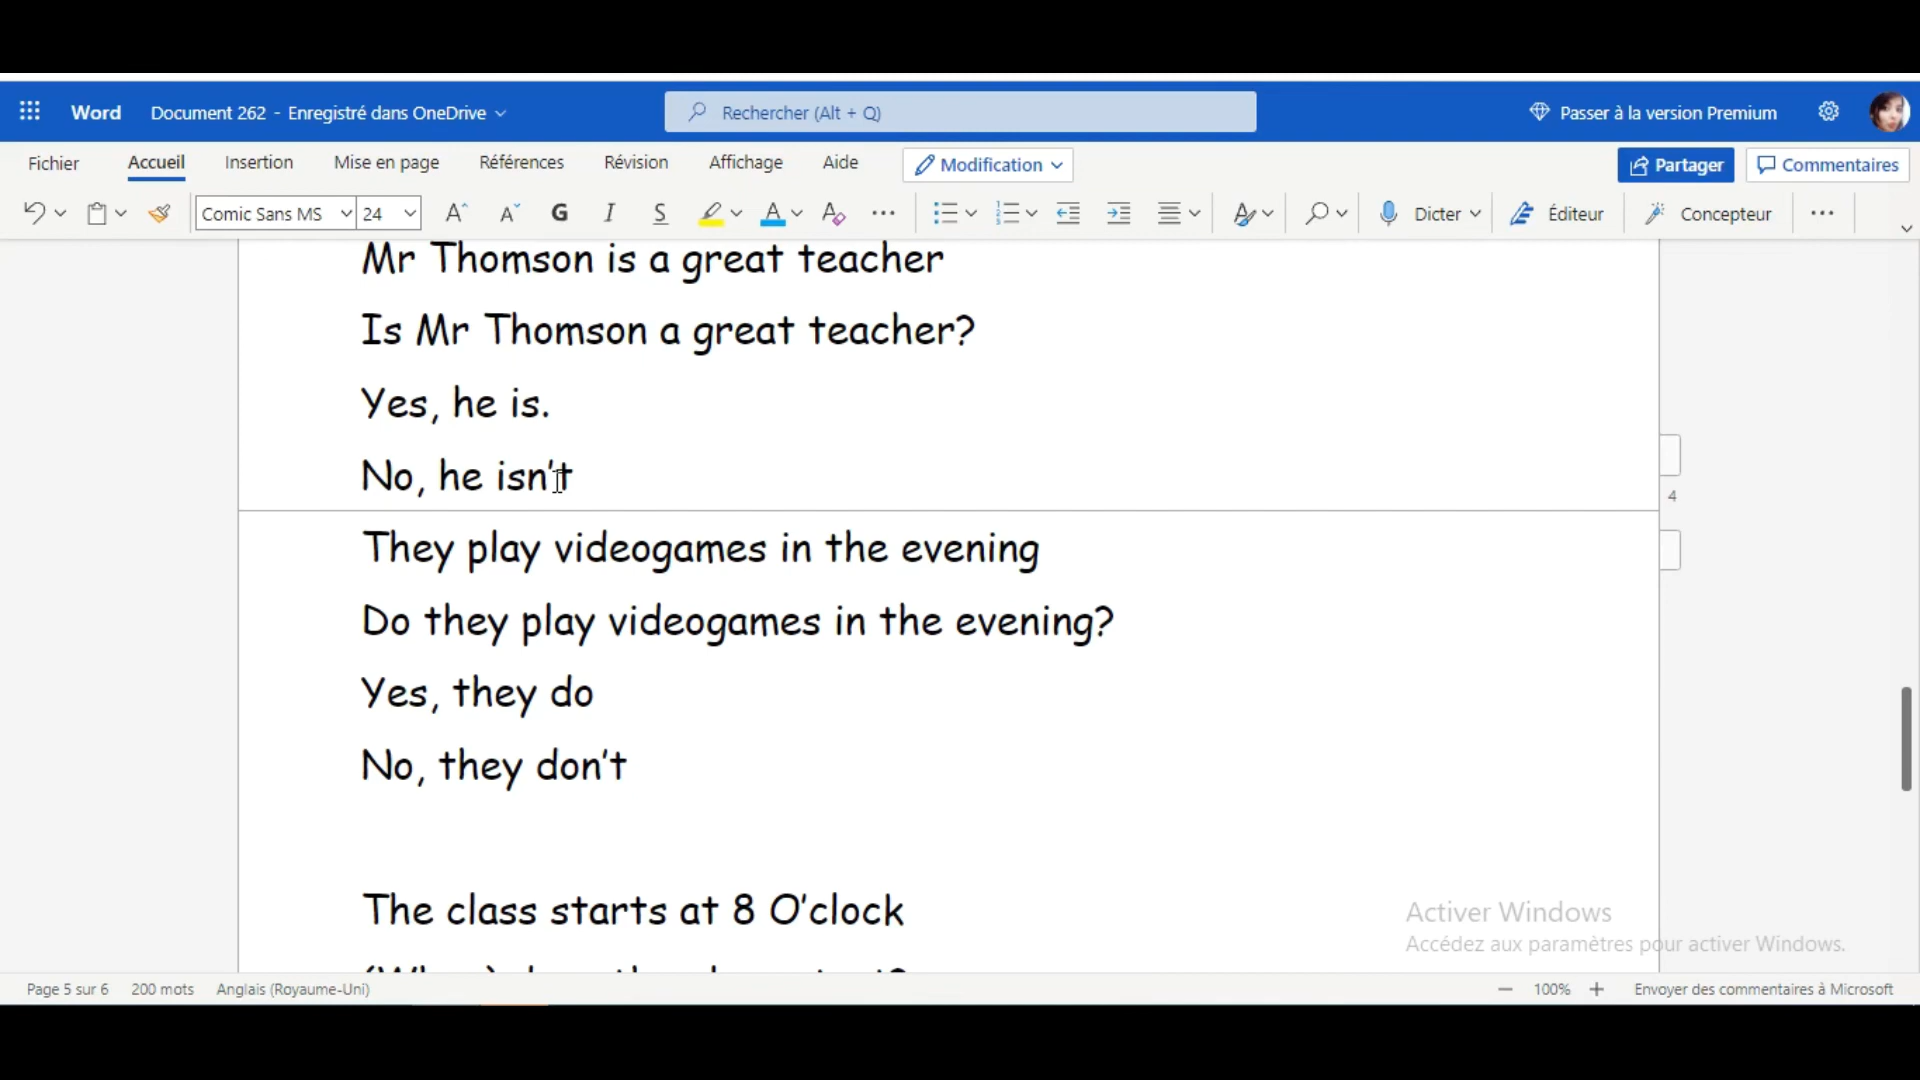 Word Document 262 - Enregistré dans OneDrive Rechercher (Alt + Q) Passer à la version Premium
Fichier Accueil Insertion Mise en page Références Révision Affichage Aide Modification Partager Commentaires
Comic Sans MS 24 A A G I S A A Dicter Éditeur Concepteur
Mr Thomson is a great teacher
Is Mr Thomson a great teacher?
Yes, he is.
No, he isn't
4
They play videogames in the evening
Do they play videogames in the evening?
Yes, they do
No, they don't
The class starts at 8 O'clock
Activer Windows
Accédez aux paramètres pour activer Windows.
Page 5 sur 6 200 mots Anglais (Royaume-Uni) 100% Envoyer des commentaires à Microsoft